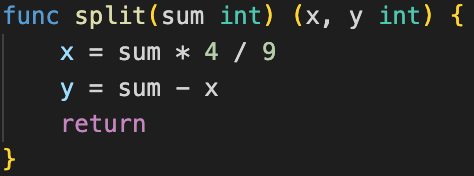 func split(sum int) (x, y int) {
    x = sum * 4 / 9
    y = sum - x
    return
}